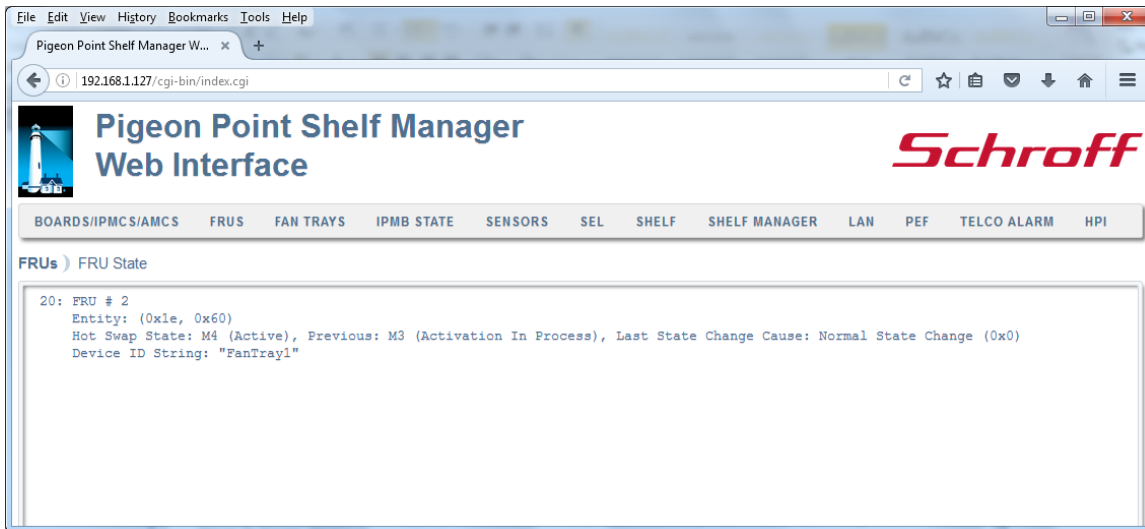 File Edit View History Bookmarks Tools Help
Pigeon Point Shelf Manager W... × +
192.168.1.127/cgi-bin/index.cgi
Pigeon Point Shelf Manager
Web Interface
Schroff
BOARDS/IPMCS/AMCS FRUS FAN TRAYS IPMB STATE SENSORS SEL SHELF SHELF MANAGER LAN PEF TELCO ALARM HPI
FRUs ) FRU State
20: FRU # 2
Entity: (0x1e, 0x60)
Hot Swap State: M4 (Active), Previous: M3 (Activation In Process), Last State Change Cause: Normal State Change (0x0)
Device ID String: "FanTray1"